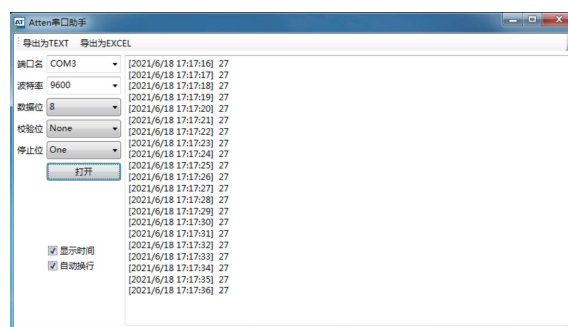 AT Atten串口助手
导出为TEXT 导出为EXCEL
端口名 COM3
波特率 9600
数据位 8
校验位 None
停止位 One
打开
显示时间
自动换行
[2021/6/18 17:17:16] 27
[2021/6/18 17:17:17] 27
[2021/6/18 17:17:18] 27
[2021/6/18 17:17:19] 27
[2021/6/18 17:17:20] 27
[2021/6/18 17:17:21] 27
[2021/6/18 17:17:22] 27
[2021/6/18 17:17:23] 27
[2021/6/18 17:17:24] 27
[2021/6/18 17:17:25] 27
[2021/6/18 17:17:26] 27
[2021/6/18 17:17:27] 27
[2021/6/18 17:17:28] 27
[2021/6/18 17:17:29] 27
[2021/6/18 17:17:30] 27
[2021/6/18 17:17:31] 27
[2021/6/18 17:17:32] 27
[2021/6/18 17:17:33] 27
[2021/6/18 17:17:34] 27
[2021/6/18 17:17:35] 27
[2021/6/18 17:17:36] 27